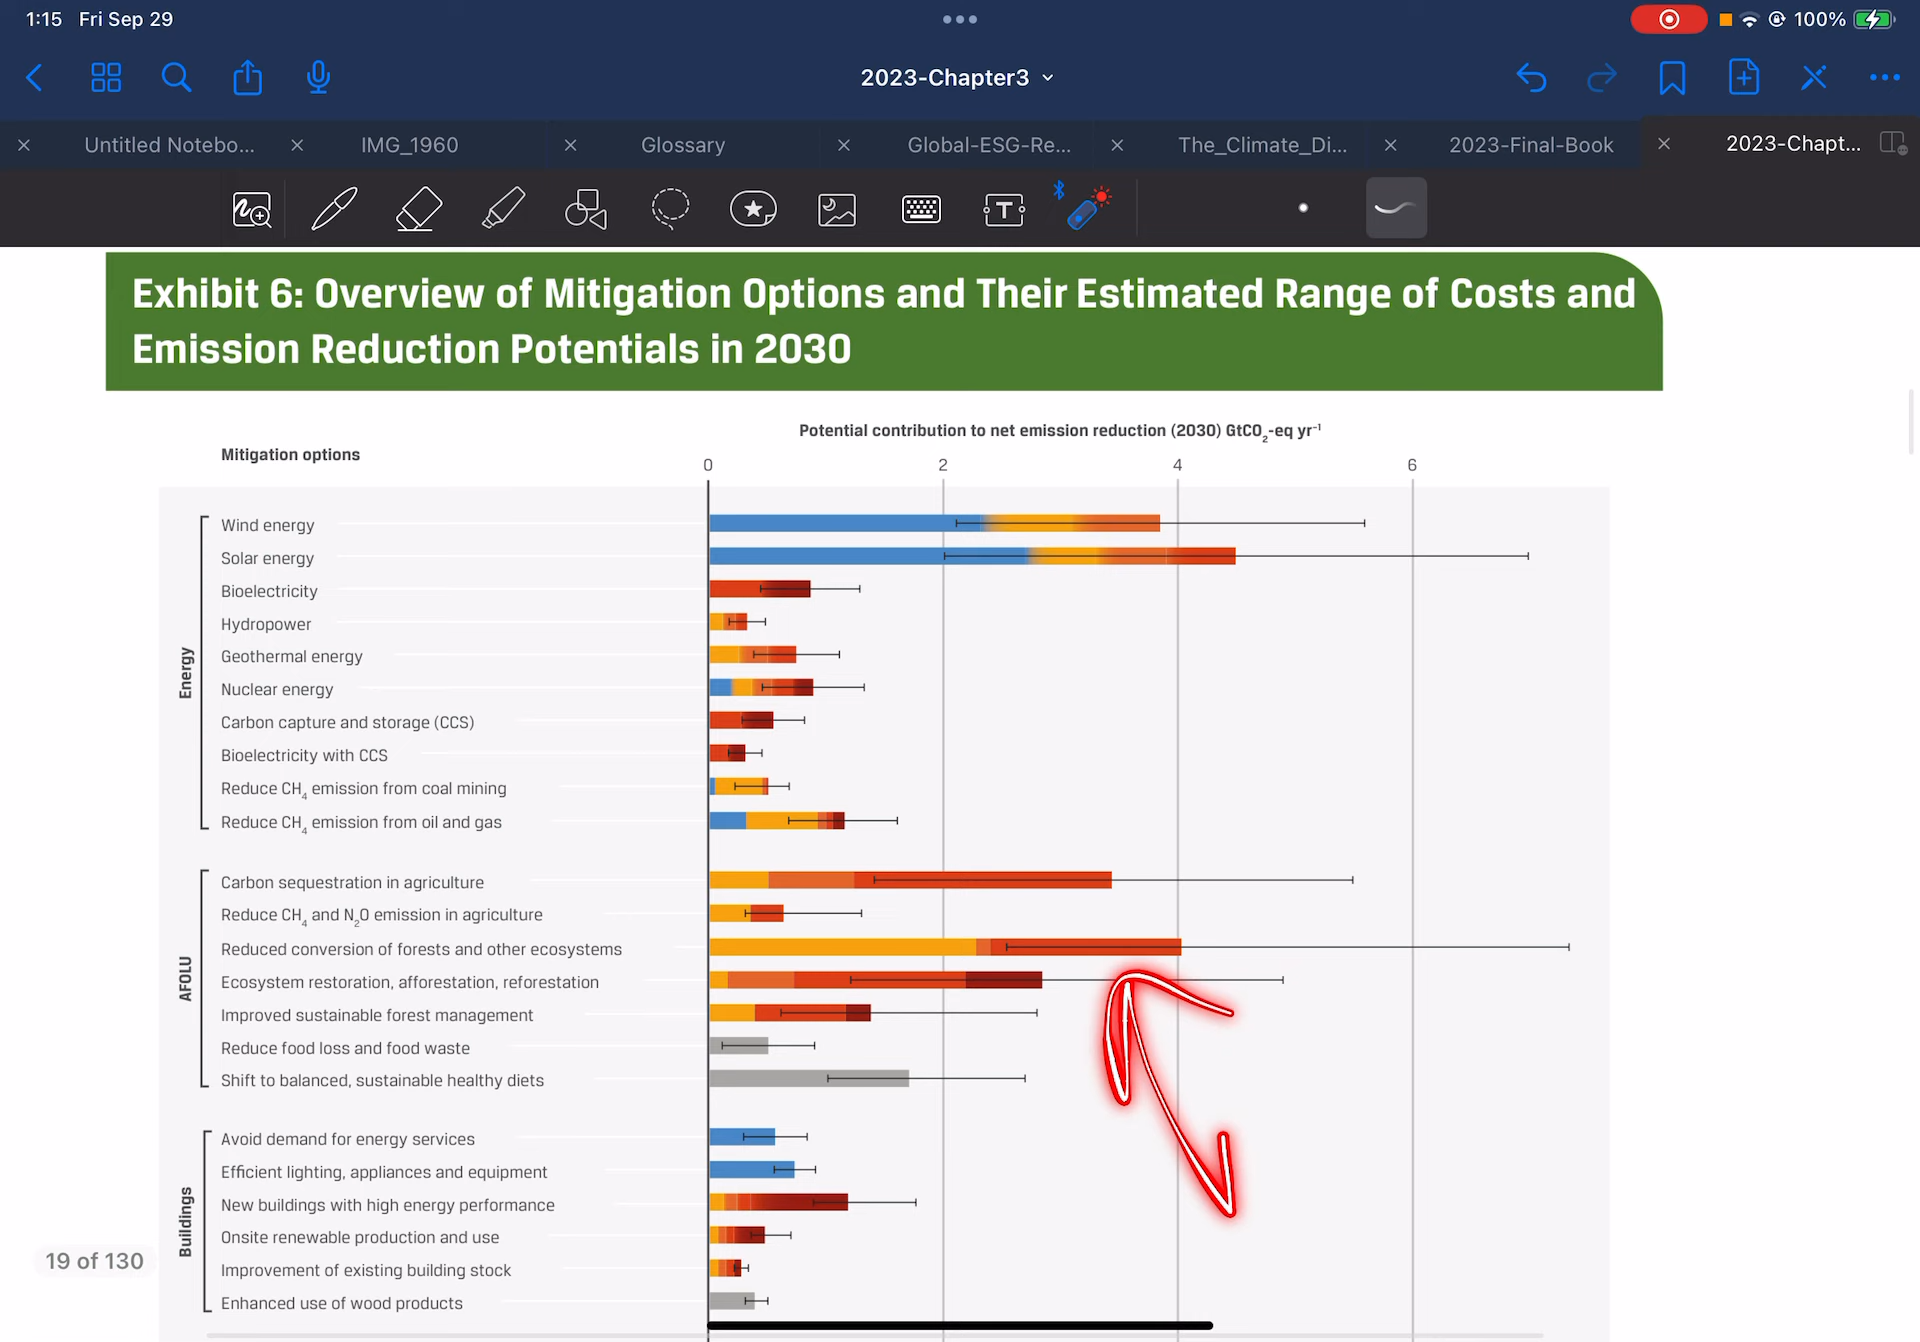 1:15 Fri Sep 29
100%
2023-Chapter3
Untitled Notebo...
IMG_1960
Glossary
Global-ESG-Re...
The_Climate_Di...
2023-Final-Book
2023-Chapt...
Exhibit 6: Overview of Mitigation Options and Their Estimated Range of Costs and
Emission Reduction Potentials in 2030
Potential contribution to net emission reduction (2030) GtCO₂-eq yr⁻¹
Mitigation options
0 2 4 6
Energy
Wind energy
Solar energy
Bioelectricity
Hydropower
Geothermal energy
Nuclear energy
Carbon capture and storage (CCS)
Bioelectricity with CCS
Reduce CH₄ emission from coal mining
Reduce CH₄ emission from oil and gas
AFOLU
Carbon sequestration in agriculture
Reduce CH₄ and N₂O emission in agriculture
Reduced conversion of forests and other ecosystems
Ecosystem restoration, afforestation, reforestation
Improved sustainable forest management
Reduce food loss and food waste
Shift to balanced, sustainable healthy diets
Buildings
Avoid demand for energy services
Efficient lighting, appliances and equipment
New buildings with high energy performance
Onsite renewable production and use
Improvement of existing building stock
Enhanced use of wood products
19 of 130